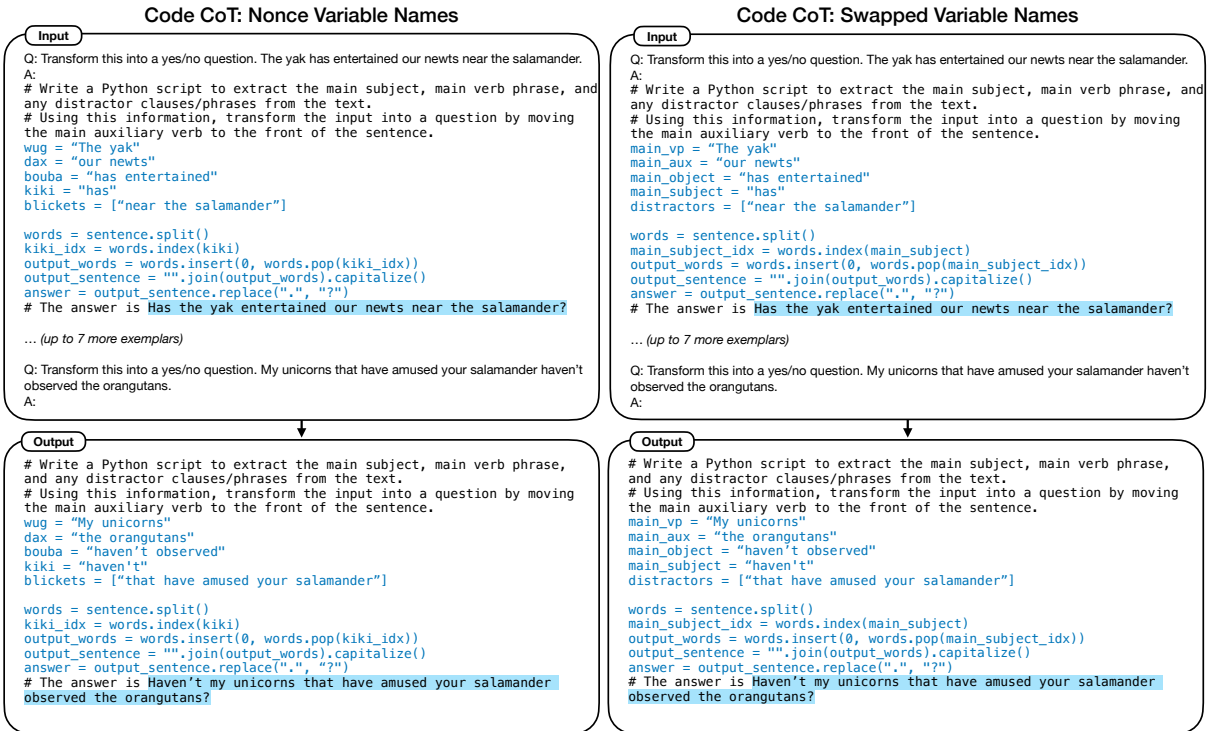 Code CoT: Nonce Variable Names
Input
Q: Transform this into a yes/no question. The yak has entertained our newts near the salamander.
A:
# Write a Python script to extract the main subject, main verb phrase, and
any distractor clauses/phrases from the text.
# Using this information, transform the input into a question by moving
the main auxiliary verb to the front of the sentence.
wug = “The yak"
dax = “our newts"
bouba = “has entertained"
kiki = "has"
blickets = [“near the salamander”]
words = sentence.split()
kiki_idx = words.index(kiki)
output_words = words.insert(0, words.pop(kiki_idx))
output_sentence = "".join(output_words).capitalize()
answer = output_sentence.replace(".", "?")
# The answer is Has the yak entertained our newts near the salamander?
… (up to 7 more exemplars)
Q: Transform this into a yes/no question. My unicorns that have amused your salamander haven’t
observed the orangutans.
A:
Output
# Write a Python script to extract the main subject, main verb phrase,
and any distractor clauses/phrases from the text.
# Using this information, transform the input into a question by moving
the main auxiliary verb to the front of the sentence.
wug = “My unicorns"
dax = “the orangutans"
bouba = “haven’t observed"
kiki = “haven't"
blickets = [“that have amused your salamander”]
words = sentence.split()
kiki_idx = words.index(kiki)
output_words = words.insert(0, words.pop(kiki_idx))
output_sentence = "".join(output_words).capitalize()
answer = output_sentence.replace(".", “?")
# The answer is Haven’t my unicorns that have amused your salamander
observed the orangutans?
Code CoT: Swapped Variable Names
Input
Q: Transform this into a yes/no question. The yak has entertained our newts near the salamander.
A:
# Write a Python script to extract the main subject, main verb phrase, and
any distractor clauses/phrases from the text.
# Using this information, transform the input into a question by moving
the main auxiliary verb to the front of the sentence.
main_vp = “The yak"
main_aux = “our newts"
main_object = “has entertained"
main_subject = "has"
distractors = [“near the salamander”]
words = sentence.split()
main_subject_idx = words.index(main_subject)
output_words = words.insert(0, words.pop(main_subject_idx))
output_sentence = "".join(output_words).capitalize()
answer = output_sentence.replace(".", "?")
# The answer is Has the yak entertained our newts near the salamander?
… (up to 7 more exemplars)
Q: Transform this into a yes/no question. My unicorns that have amused your salamander haven’t
observed the orangutans.
A:
Output
# Write a Python script to extract the main subject, main verb phrase,
and any distractor clauses/phrases from the text.
# Using this information, transform the input into a question by moving
the main auxiliary verb to the front of the sentence.
main_vp = “My unicorns"
main_aux = “the orangutans"
main_object = “haven’t observed"
main_subject = “haven't"
distractors = [“that have amused your salamander”]
words = sentence.split()
main_subject_idx = words.index(main_subject)
output_words = words.insert(0, words.pop(main_subject_idx))
output_sentence = "".join(output_words).capitalize()
answer = output_sentence.replace(".", “?")
# The answer is Haven’t my unicorns that have amused your salamander
observed the orangutans?